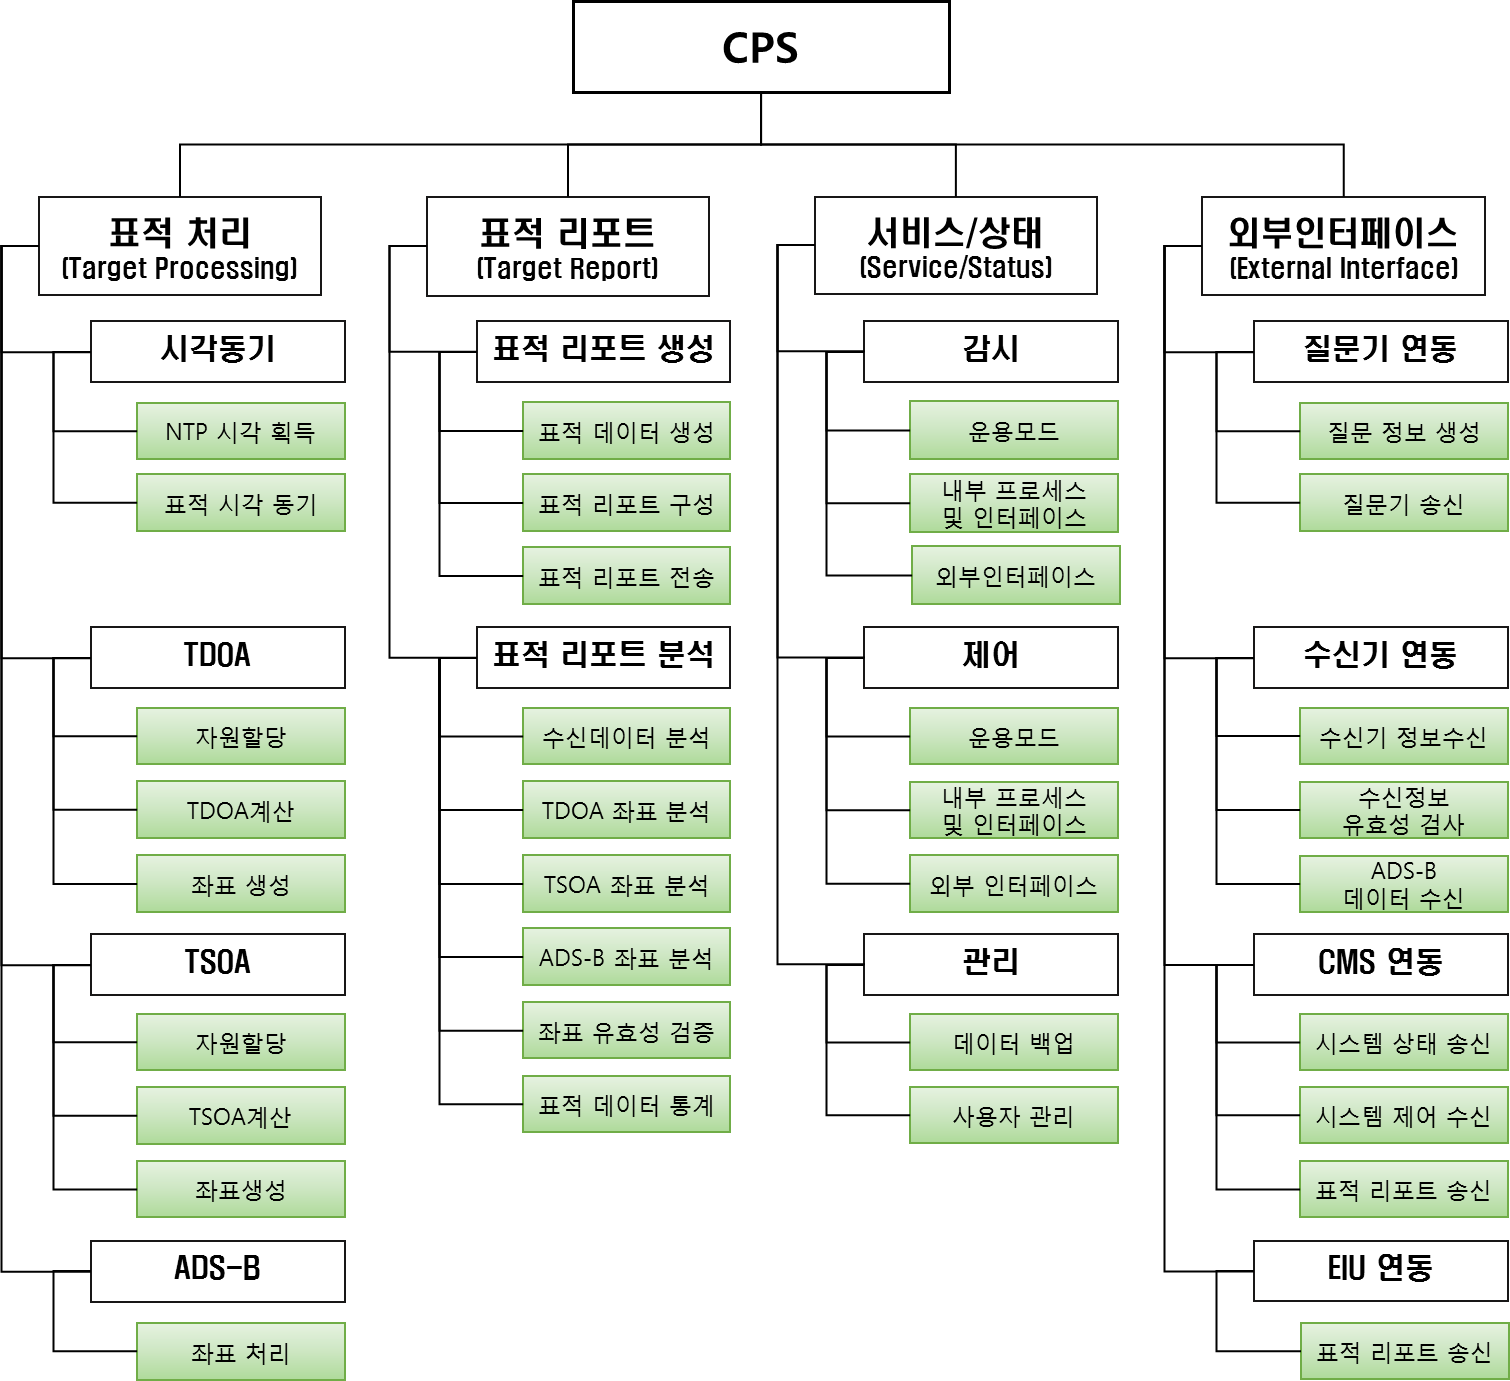 CPS
표적 처리
(Target Processing)
시각동기
NTP 시각 획득
표적 시각 동기
TDOA
자원할당
TDOA계산
좌표 생성
TSOA
자원할당
TSOA계산
좌표생성
ADS-B
좌표 처리
표적 리포트
(Target Report)
표적 리포트 생성
표적 데이터 생성
표적 리포트 구성
표적 리포트 전송
표적 리포트 분석
수신데이터 분석
TDOA 좌표 분석
TSOA 좌표 분석
ADS-B 좌표 분석
좌표 유효성 검증
표적 데이터 통계
서비스/상태
(Service/Status)
감시
운용모드
내부 프로세스
및 인터페이스
외부인터페이스
제어
운용모드
내부 프로세스
및 인터페이스
외부 인터페이스
관리
데이터 백업
사용자 관리
외부인터페이스
(External Interface)
질문기 연동
질문 정보 생성
질문기 송신
수신기 연동
수신기 정보수신
수신정보
유효성 검사
ADS-B
데이터 수신
CMS 연동
시스템 상태 송신
시스템 제어 수신
표적 리포트 송신
EIU 연동
표적 리포트 송신